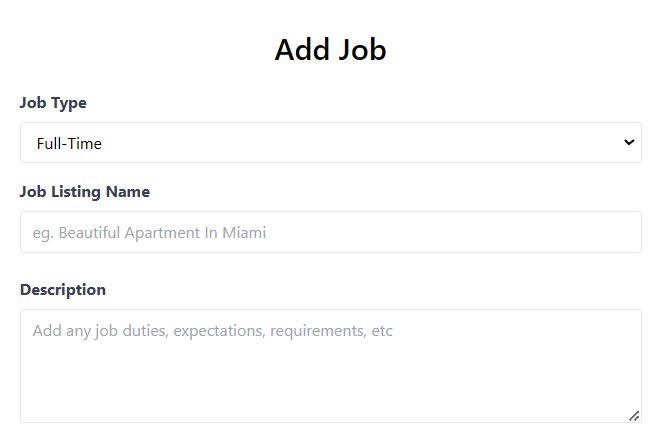 Add Job
Job Type
Full-Time
Job Listing Name
eg. Beautiful Apartment In Miami
Description
Add any job duties, expectations, requirements, etc